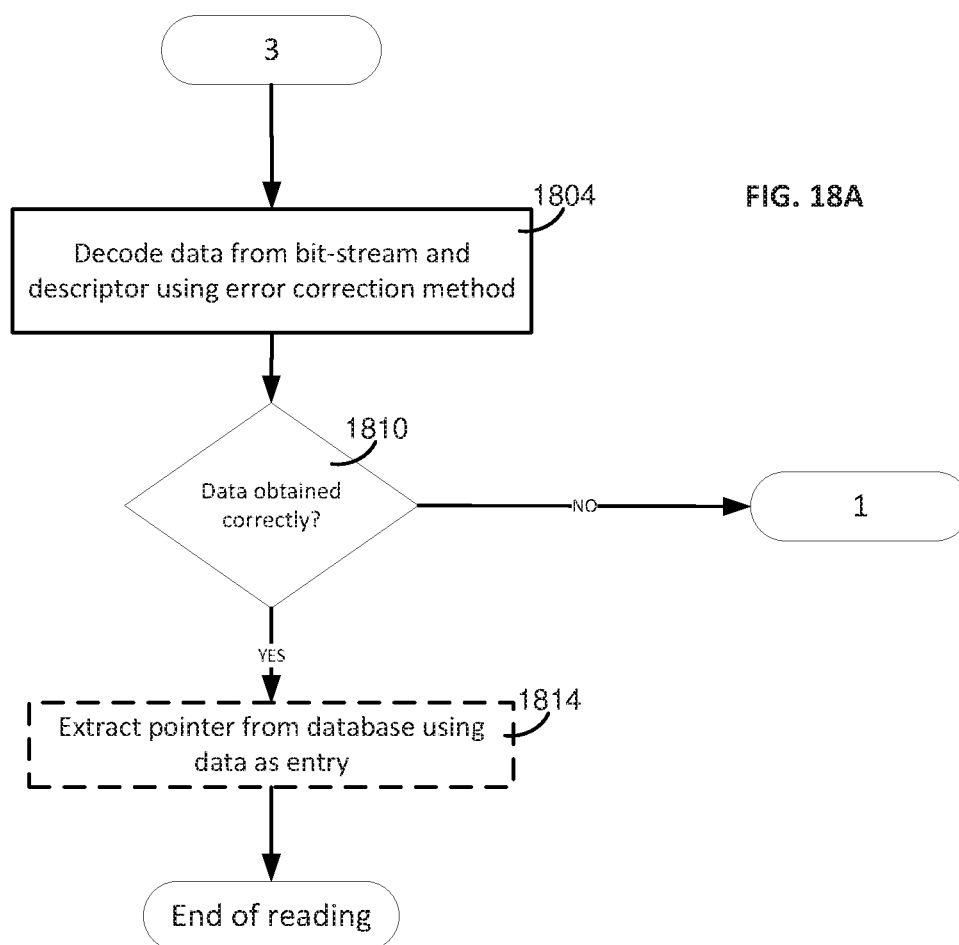 3
1804
FIG. 18A
Decode data from bit-stream and
descriptor using error correction method
1810
Data obtained
correctly?
NO
1
YES
1814
Extract pointer from database using
data as entry
End of reading